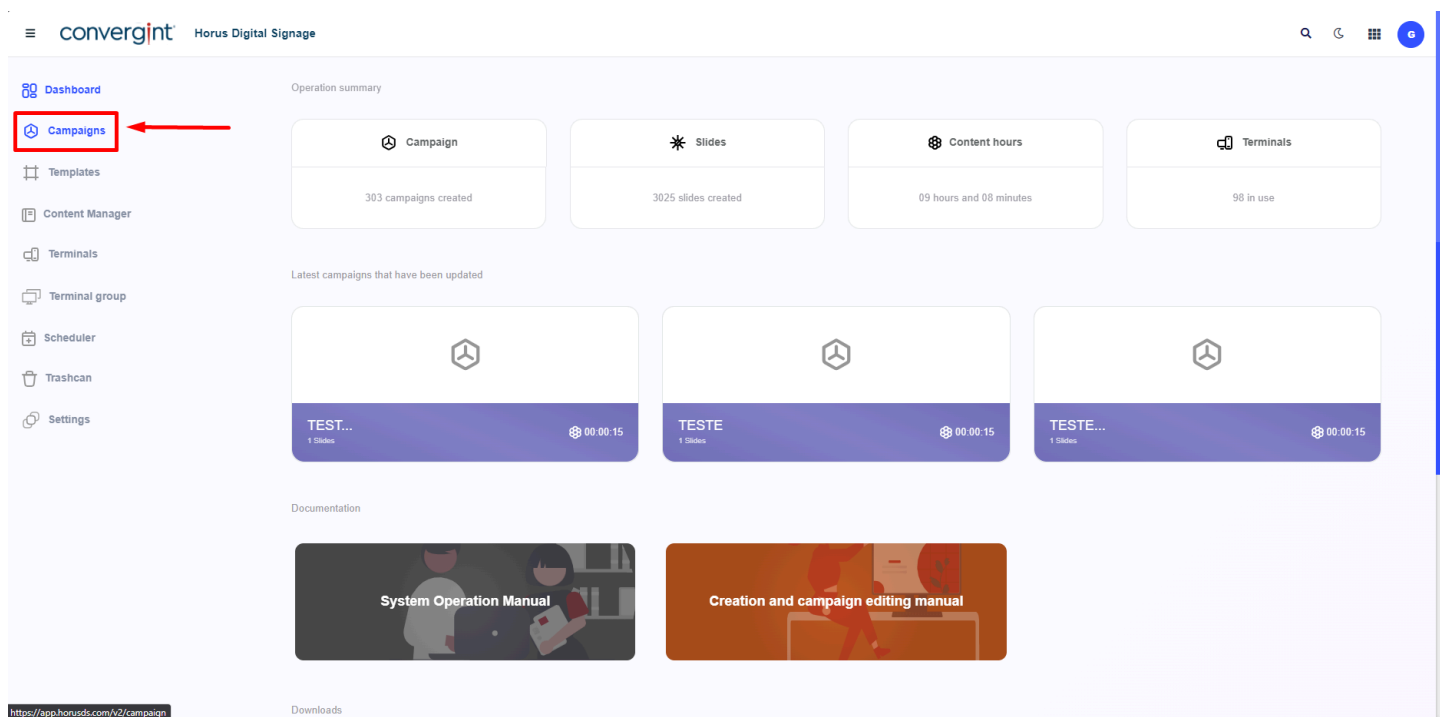 convergint
Horus Digital Signage
G
Dashboard
Campaigns
Templates
Content Manager
Terminals
Terminal group
Scheduler
Trashcan
Settings
Operation summary
Campaign
Slides
Content hours
Terminals
303 campaigns created
3025 slides created
09 hours and 08 minutes
98 in use
Latest campaigns that have been updated
TEST...
1 Slides
00:00:15
TESTE
1 Slides
00:00:15
TESTE...
1 Slides
00:00:15
Documentation
System Operation Manual
Creation and campaign editing manual
Downloads
https://app.horusds.com/v2/campaign